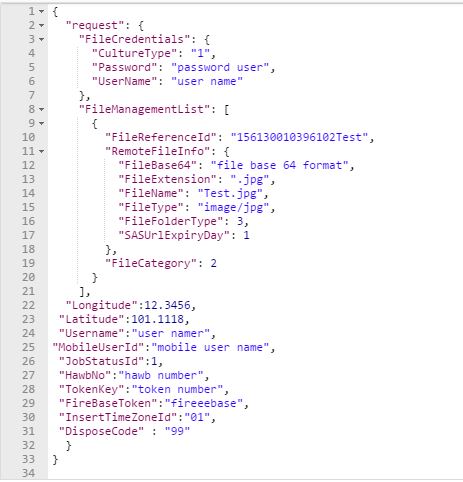 1 {
2 "request": {
3 "FileCredentials": {
4 "CultureType": "1",
5 "Password": "password user",
6 "UserName": "user name"
7 },
8 "FileManagementList": [
9 {
10 "FileReferenceId": "156130010396102Test",
11 "RemoteFileInfo": {
12 "FileBase64": "file base 64 format",
13 "FileExtension": ".jpg",
14 "FileName": "Test.jpg",
15 "FileType": "image/jpg",
16 "FileFolderType": 3,
17 "SASUrlExpiryDay": 1
18 },
19 "FileCategory": 2
20 }
21 ],
22 "Longitude":12.3456,
23 "Latitude":101.1118,
24 "Username":"user namer",
25 "MobileUserId":"mobile user name",
26 "JobStatusId":1,
27 "HawbNo":"hawb number",
28 "TokenKey":"token number",
29 "FireBaseToken":"fireeebase",
30 "InsertTimeZoneId":"01",
31 "DisposeCode" : "99"
32 }
33 }
34